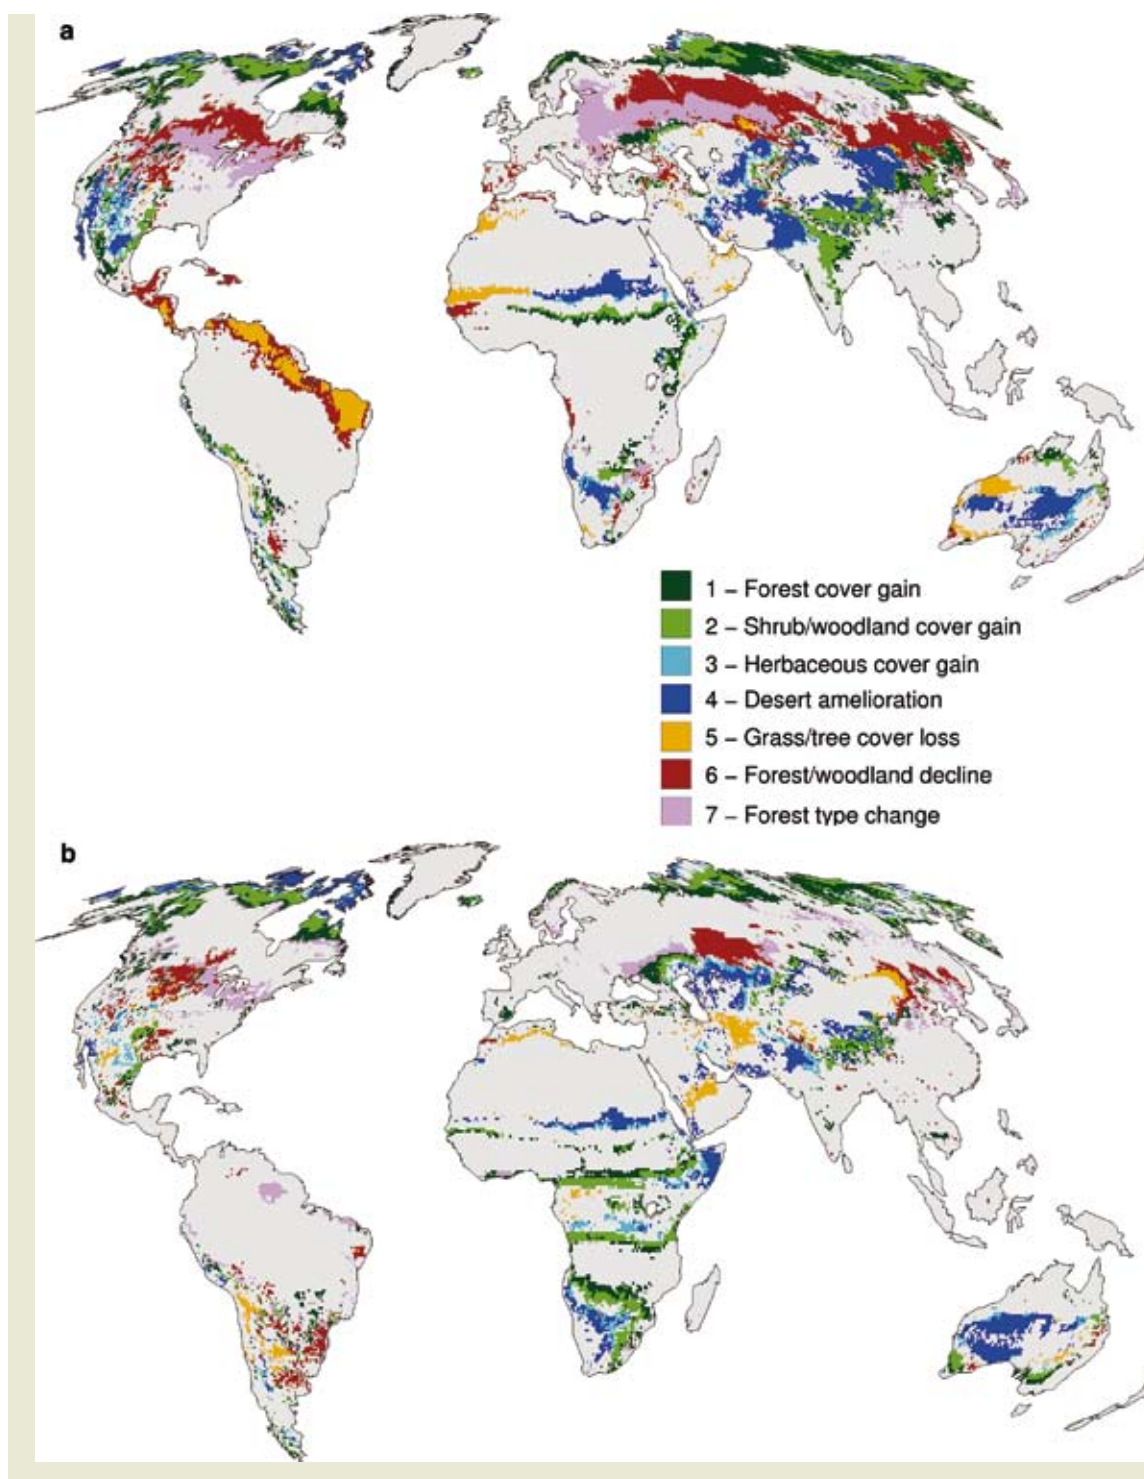 a
1 – Forest cover gain
2 – Shrub/woodland cover gain
3 – Herbaceous cover gain
4 – Desert amelioration
5 – Grass/tree cover loss
6 – Forest/woodland decline
7 – Forest type change
b